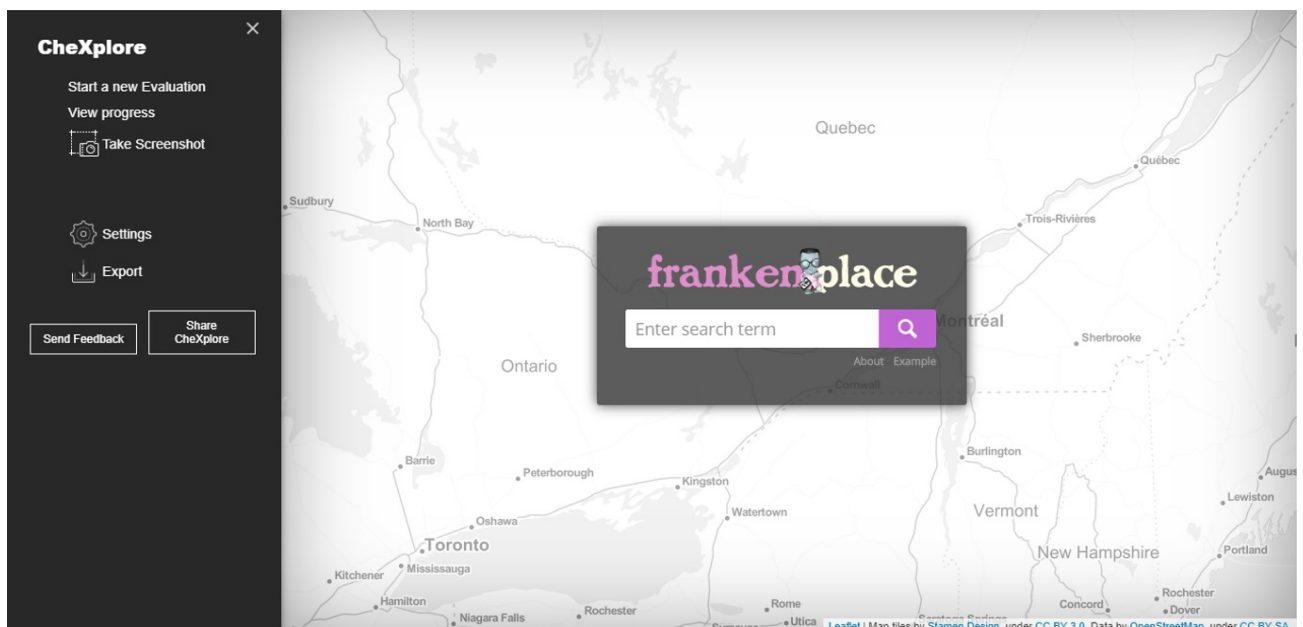 CheXplore
×
Start a new Evaluation
View progress
Take Screenshot
Settings
Export
Send Feedback
Share
CheXplore
Quebec
Québec
Sudbury
North Bay
Trois-Rivières
frankenplace
Enter search term
Montréal
Sherbrooke
About Example
Ontario
Cornwall
Barrie
Burlington
Peterborough
Kingston
Augus
Lewiston
Watertown
Vermont
Oshawa
Toronto
New Hampshire
Portland
Mississauga
Kitchener
Hamilton
Rome
Concord
Rochester
Niagara Falls
Rochester
Dover
Utica
Saratoga Springs
Leaflet | Map tiles by Stamen Design, under CC BY 3.0. Data by OpenStreetMap, under CC BY SA